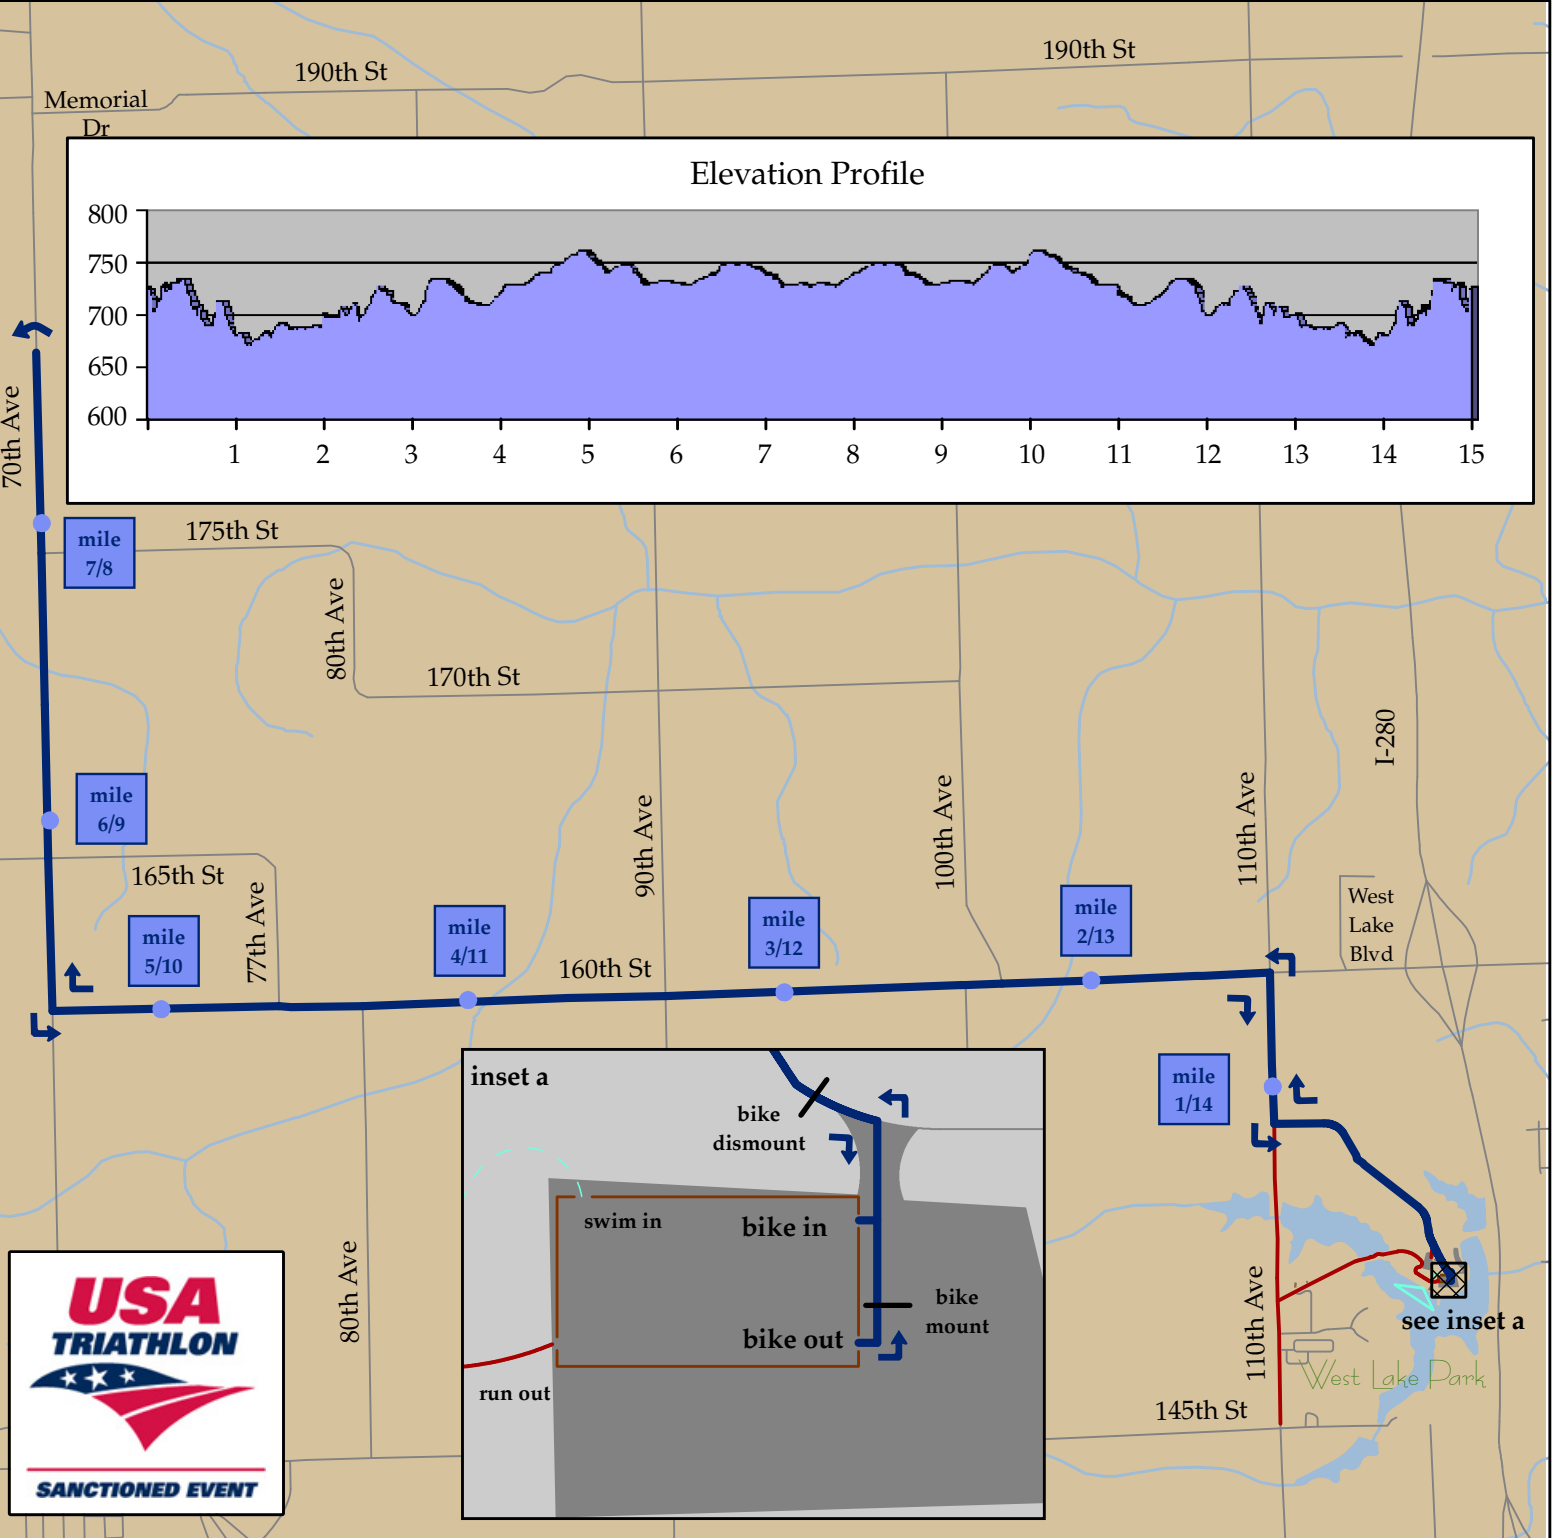 190th St
190th St
Memorial
Dr
Elevation Profile
800
750
700
650
600
1 2 3 4 5 6 7 8 9 10 11 12 13 14 15
70th Ave
mile
7/8
175th St
80th Ave
170th St
I-280
mile
6/9
90th Ave
100th Ave
110th Ave
165th St
77th Ave
West
Lake
Blvd
mile
5/10
mile
4/11
mile
3/12
mile
2/13
160th St
mile
1/14
inset a
bike
dismount
swim in
bike in
bike
mount
bike out
run out
80th Ave
110th Ave
see inset a
West Lake Park
145th St
USA
TRIATHLON
SANCTIONED EVENT